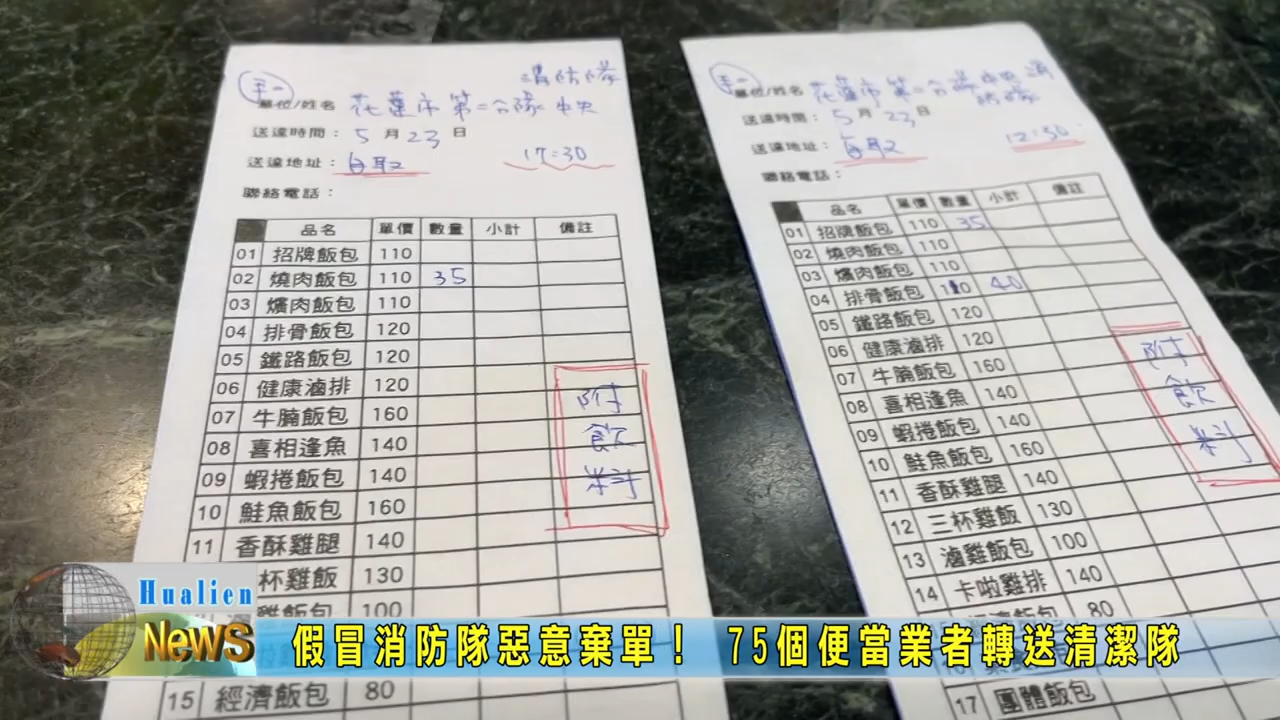 消防隊
單位/姓名 花蓮市第二分隊 中央
送達時間： 5 月 23 日
送達地址： 自取 17:30
聯絡電話：
品名 單價 數量 小計 備註
01 招牌飯包 110
02 燒肉飯包 110 35
03 爌肉飯包 110
04 排骨飯包 120
05 鐵路飯包 120
06 健康滷排 120
07 牛腩飯包 160
08 喜相逢魚 140
09 蝦捲飯包 140
10 鮭魚飯包 160
11 香酥雞腿 140
杯雞飯 130
雞飯包 100
15 經濟飯包 80
附
飲
料
單位/姓名 花蓮市第二分隊 中央消
防隊
送達時間： 5 月 23 日
送達地址： 自取 12:30
聯絡電話：
品名 單價 數量 小計 備註
01 招牌飯包 110 35
02 燒肉飯包 110
03 爌肉飯包 110
04 排骨飯包 110 40
05 鐵路飯包 120
06 健康滷排 120
07 牛腩飯包 160
08 喜相逢魚 140
09 蝦捲飯包 140
10 鮭魚飯包 160
11 香酥雞腿 140
12 三杯雞飯 130
13 滷雞飯包 100
14 卡啦雞排 140
80
17 團體飯包
附
飲
料
Hualien
NewS
假冒消防隊惡意棄單！ 75個便當業者轉送清潔隊